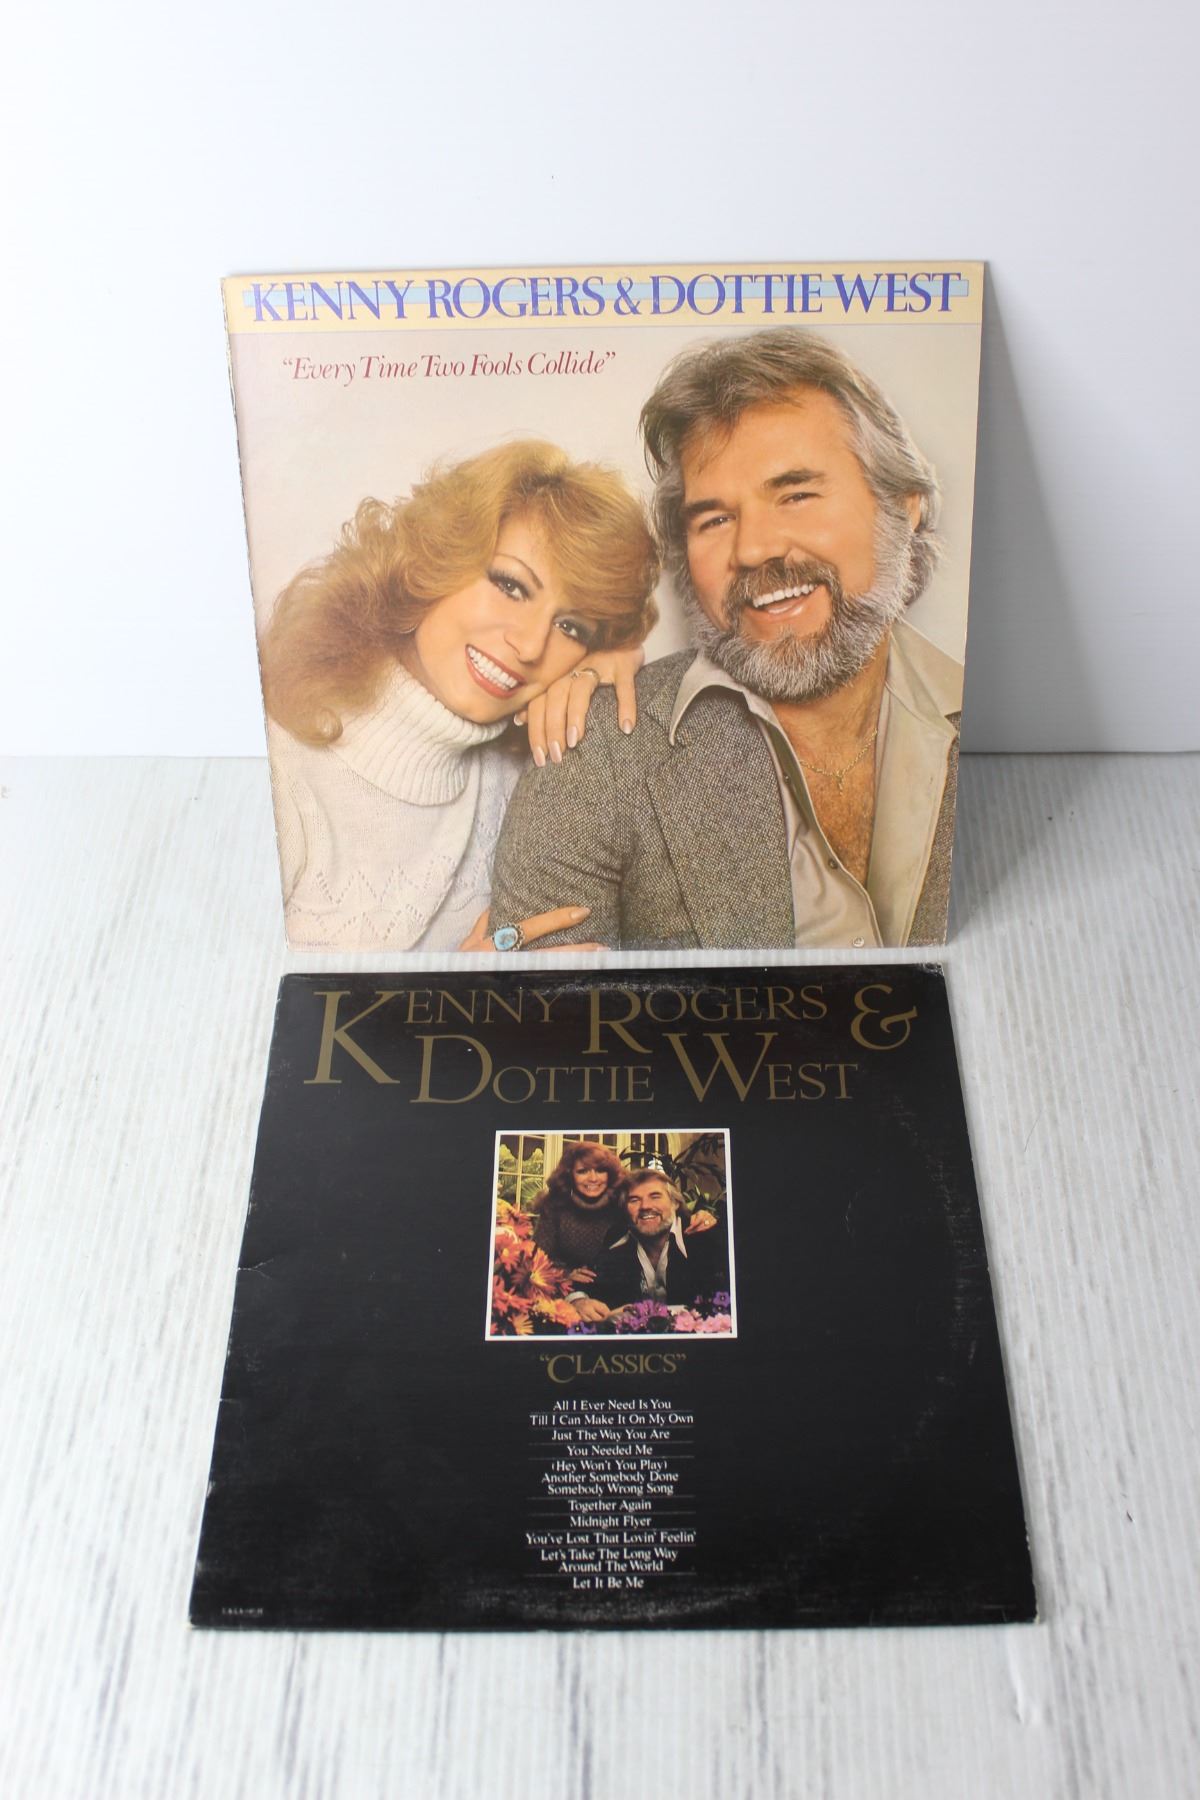 KENNY ROGERS & DOTTIE WEST
“Every Time Two Fools Collide”
KENNY ROGERS &
DOTTIE WEST
“CLASSICS”
All I Ever Need Is You
Till I Can Make It On My Own
Just The Way You Are
You Needed Me
(Hey Won't You Play)
Another Somebody Done
Somebody Wrong Song
Together Again
Midnight Flyer
You've Lost That Lovin' Feelin'
Let's Take The Long Way
Around The World
Let It Be Me